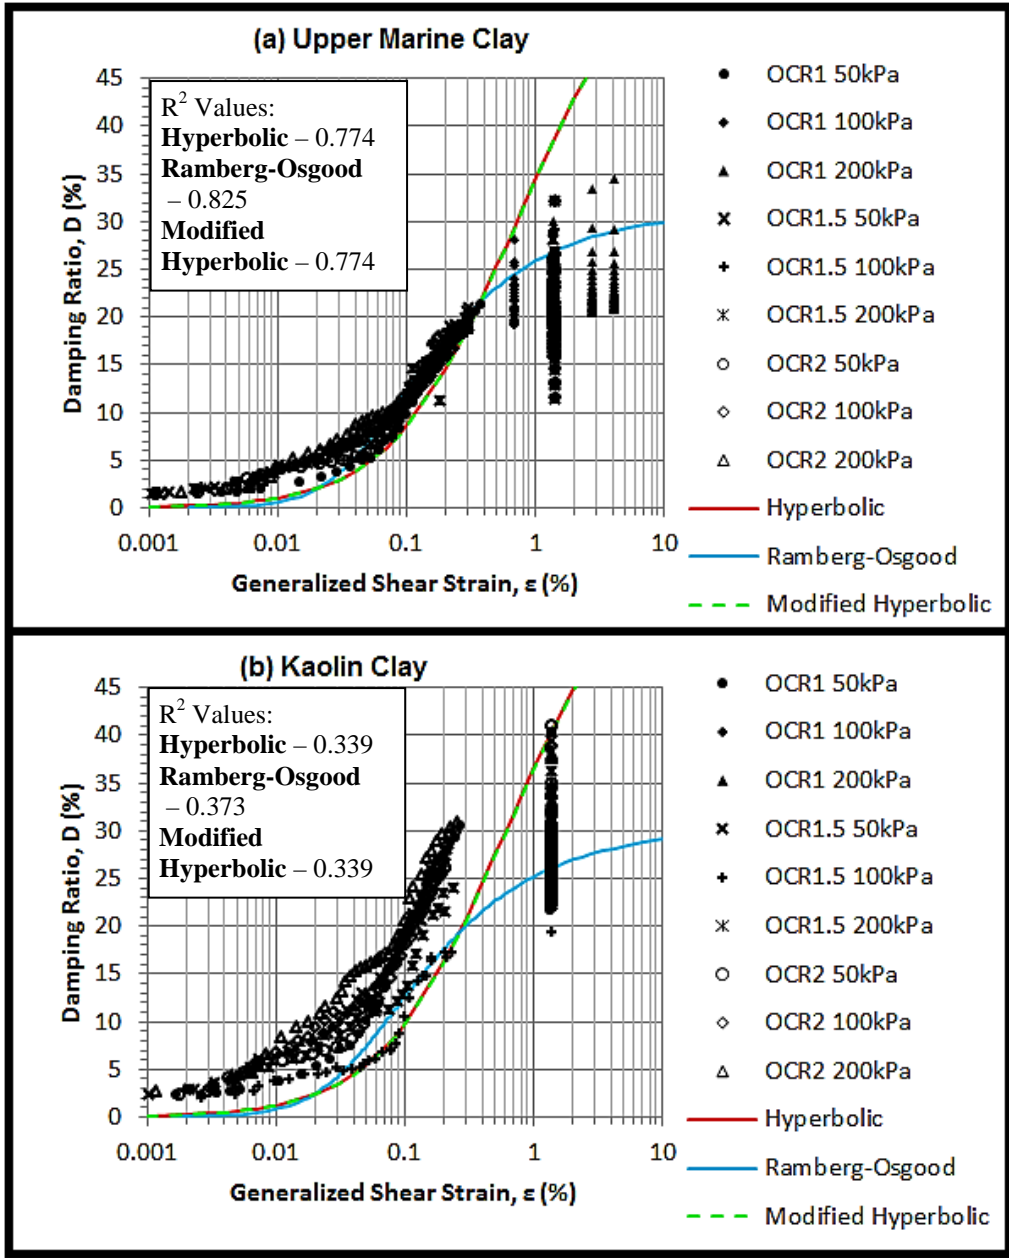 (a) Upper Marine Clay
45
40
35
30
25
20
15
10
5
0
Damping Ratio, D (%)
R² Values:
Hyperbolic – 0.774
Ramberg-Osgood
– 0.825
Modified
Hyperbolic – 0.774
0.001 0.01 0.1 1 10
Generalized Shear Strain, ε (%)
OCR1 50kPa
OCR1 100kPa
OCR1 200kPa
OCR1.5 50kPa
OCR1.5 100kPa
OCR1.5 200kPa
OCR2 50kPa
OCR2 100kPa
OCR2 200kPa
Hyperbolic
Ramberg-Osgood
Modified Hyperbolic
(b) Kaolin Clay
45
40
35
30
25
20
15
10
5
0
Damping Ratio, D (%)
R² Values:
Hyperbolic – 0.339
Ramberg-Osgood
– 0.373
Modified
Hyperbolic – 0.339
0.001 0.01 0.1 1 10
Generalized Shear Strain, ε (%)
OCR1 50kPa
OCR1 100kPa
OCR1 200kPa
OCR1.5 50kPa
OCR1.5 100kPa
OCR1.5 200kPa
OCR2 50kPa
OCR2 100kPa
OCR2 200kPa
Hyperbolic
Ramberg-Osgood
Modified Hyperbolic